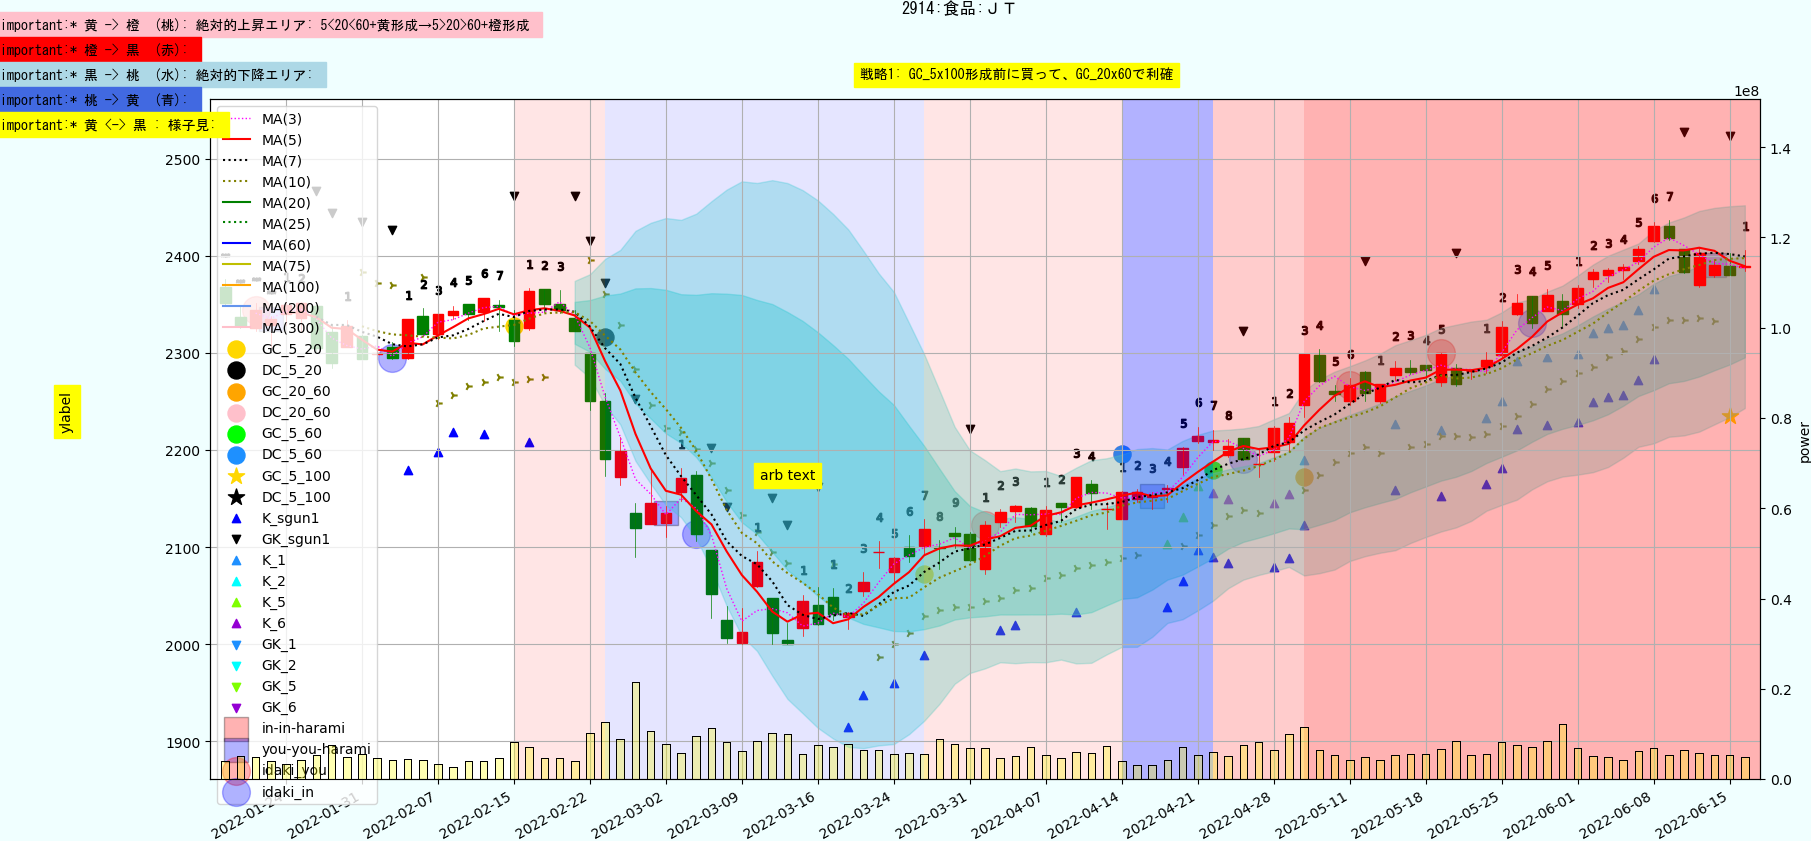 2914:食品:ＪＴ
important:* 黄 -> 橙 （桃）: 絶対的上昇エリア: 5<20<60+黄形成→5>20>60+橙形成
important:* 橙 -> 黒 （赤）:
important:* 黒 -> 桃 （水）: 絶対的下降エリア:
important:* 桃 -> 黄 （青）:
important:* 黄 <-> 黒 : 様子見:
戦略1: GC_5x100形成前に買って、GC_20x60で利確
1e8
MA(3)
MA(5)
MA(7)
MA(10)
MA(20)
MA(25)
MA(60)
MA(75)
MA(100)
MA(200)
MA(300)
GC_5_20
DC_5_20
GC_20_60
DC_20_60
GC_5_60
DC_5_60
GC_5_100
DC_5_100
K_sgun1
GK_sgun1
K_1
K_2
K_5
K_6
GK_1
GK_2
GK_5
GK_6
in-in-harami
you-you-harami
idaki_you
idaki_in
2500
2400
2300
2200
2100
2000
1900
ylabel
arb text
1.4
1.2
1.0
0.8
0.6
0.4
0.2
0.0
power
2022-01-24
2022-01-31
2022-02-07
2022-02-15
2022-02-22
2022-03-02
2022-03-09
2022-03-16
2022-03-24
2022-03-31
2022-04-07
2022-04-14
2022-04-21
2022-04-28
2022-05-11
2022-05-18
2022-05-25
2022-06-01
2022-06-08
2022-06-15